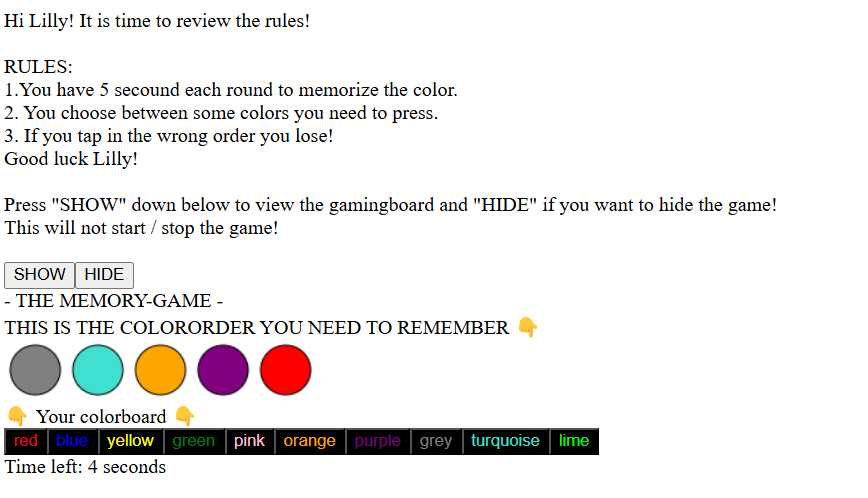 Hi Lilly! It is time to review the rules!
RULES:
1.You have 5 secound each round to memorize the color.
2. You choose between some colors you need to press.
3. If you tap in the wrong order you lose!
Good luck Lilly!
Press "SHOW" down below to view the gamingboard and "HIDE" if you want to hide the game!
This will not start / stop the game!
SHOW HIDE
- THE MEMORY-GAME -
THIS IS THE COLORORDER YOU NEED TO REMEMBER 👇
👇 Your colorboard 👇
red blue yellow green pink orange purple grey turquoise lime
Time left: 4 seconds